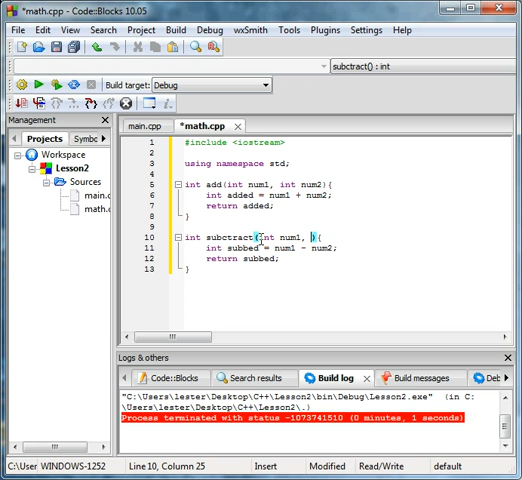 *math.cpp - Code::Blocks 10.05
File Edit View Search Project Build Debug wxSmith Tools Plugins Settings Help
subctract() : int
Build target: Debug
Management
Projects Symbc
Workspace
Lesson2
Sources
main.c
math.c
main.cpp *math.cpp
1 #include <iostream>
2
3 using namespace std;
4
5 int add(int num1, int num2){
6 int added = num1 + num2;
7 return added;
8 }
9
10 int subctract(int num1, ){
11 int subbed = num1 - num2;
12 return subbed;
13 }
Logs & others
Code::Blocks Search results Build log Build messages Deb
"C:\Users\lester\Desktop\C++\Lesson2\bin\Debug\Lesson2.exe" (in C:
\Users\lester\Desktop\C++\Lesson2\.)
Process terminated with status -1073741510 (0 minutes, 1 seconds)
C:\User WINDOWS-1252 Line 10, Column 25 Insert Modified Read/Write default